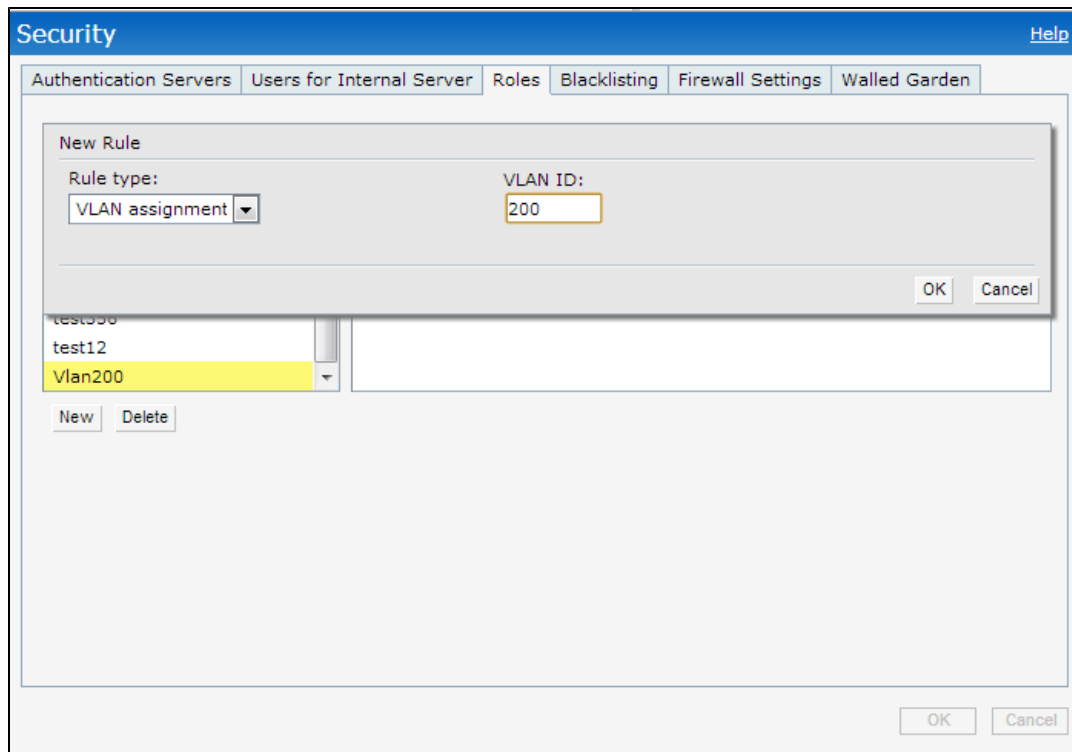 Security
Help
Authentication Servers
Users for Internal Server
Roles
Blacklisting
Firewall Settings
Walled Garden
New Rule
Rule type:
VLAN ID:
VLAN assignment
200
OK
Cancel
test12
Vlan200
New
Delete
OK
Cancel